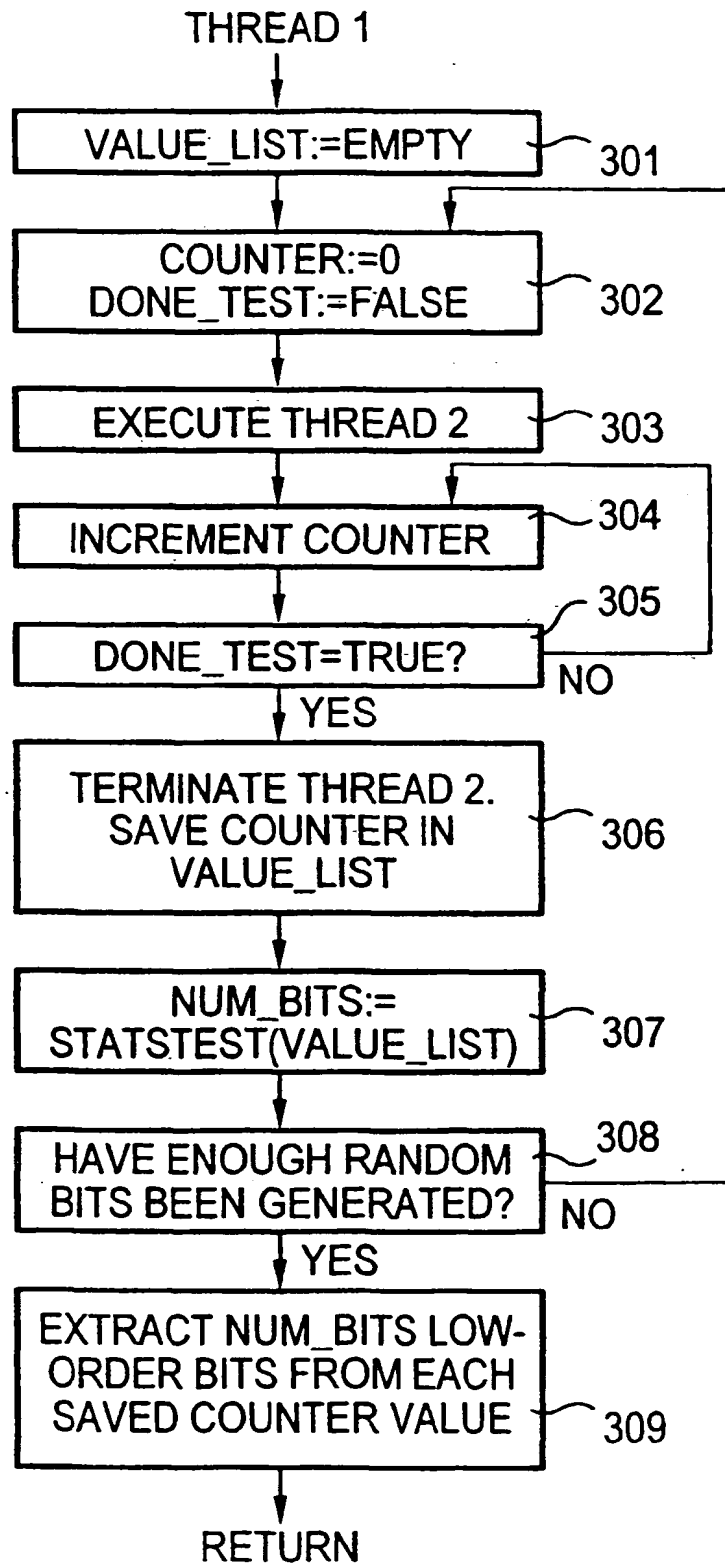 THREAD 1
VALUE_LIST:=EMPTY
301
COUNTER:=0
DONE_TEST:=FALSE
302
EXECUTE THREAD 2
303
INCREMENT COUNTER
304
DONE_TEST=TRUE?
305
NO
YES
TERMINATE THREAD 2.
SAVE COUNTER IN
VALUE_LIST
306
NUM_BITS:=
STATSTEST(VALUE_LIST)
307
HAVE ENOUGH RANDOM
BITS BEEN GENERATED?
308
NO
YES
EXTRACT NUM_BITS LOW-
ORDER BITS FROM EACH
SAVED COUNTER VALUE
309
RETURN